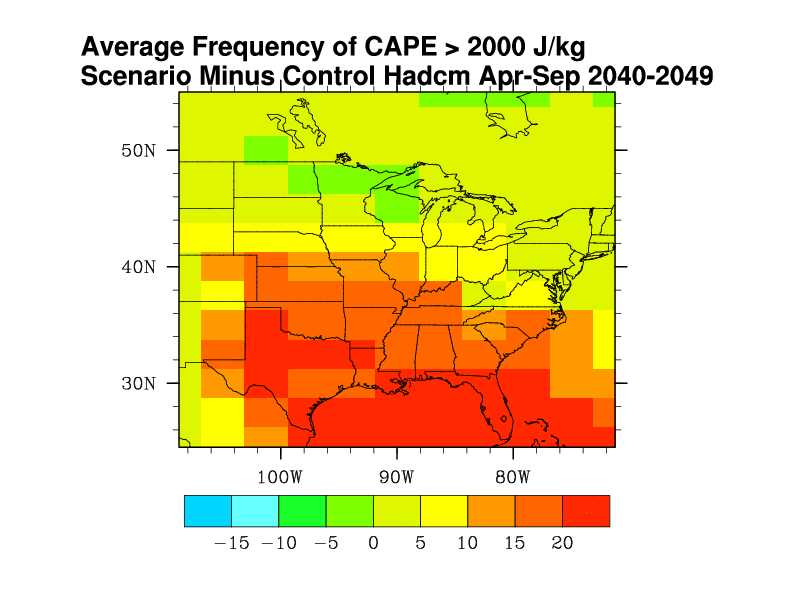 Average Frequency of CAPE > 2000 J/kg
Scenario Minus Control Hadcm Apr-Sep 2040-2049
50N
40N
30N
100W 90W 80W
−15 −10 −5 0 5 10 15 20